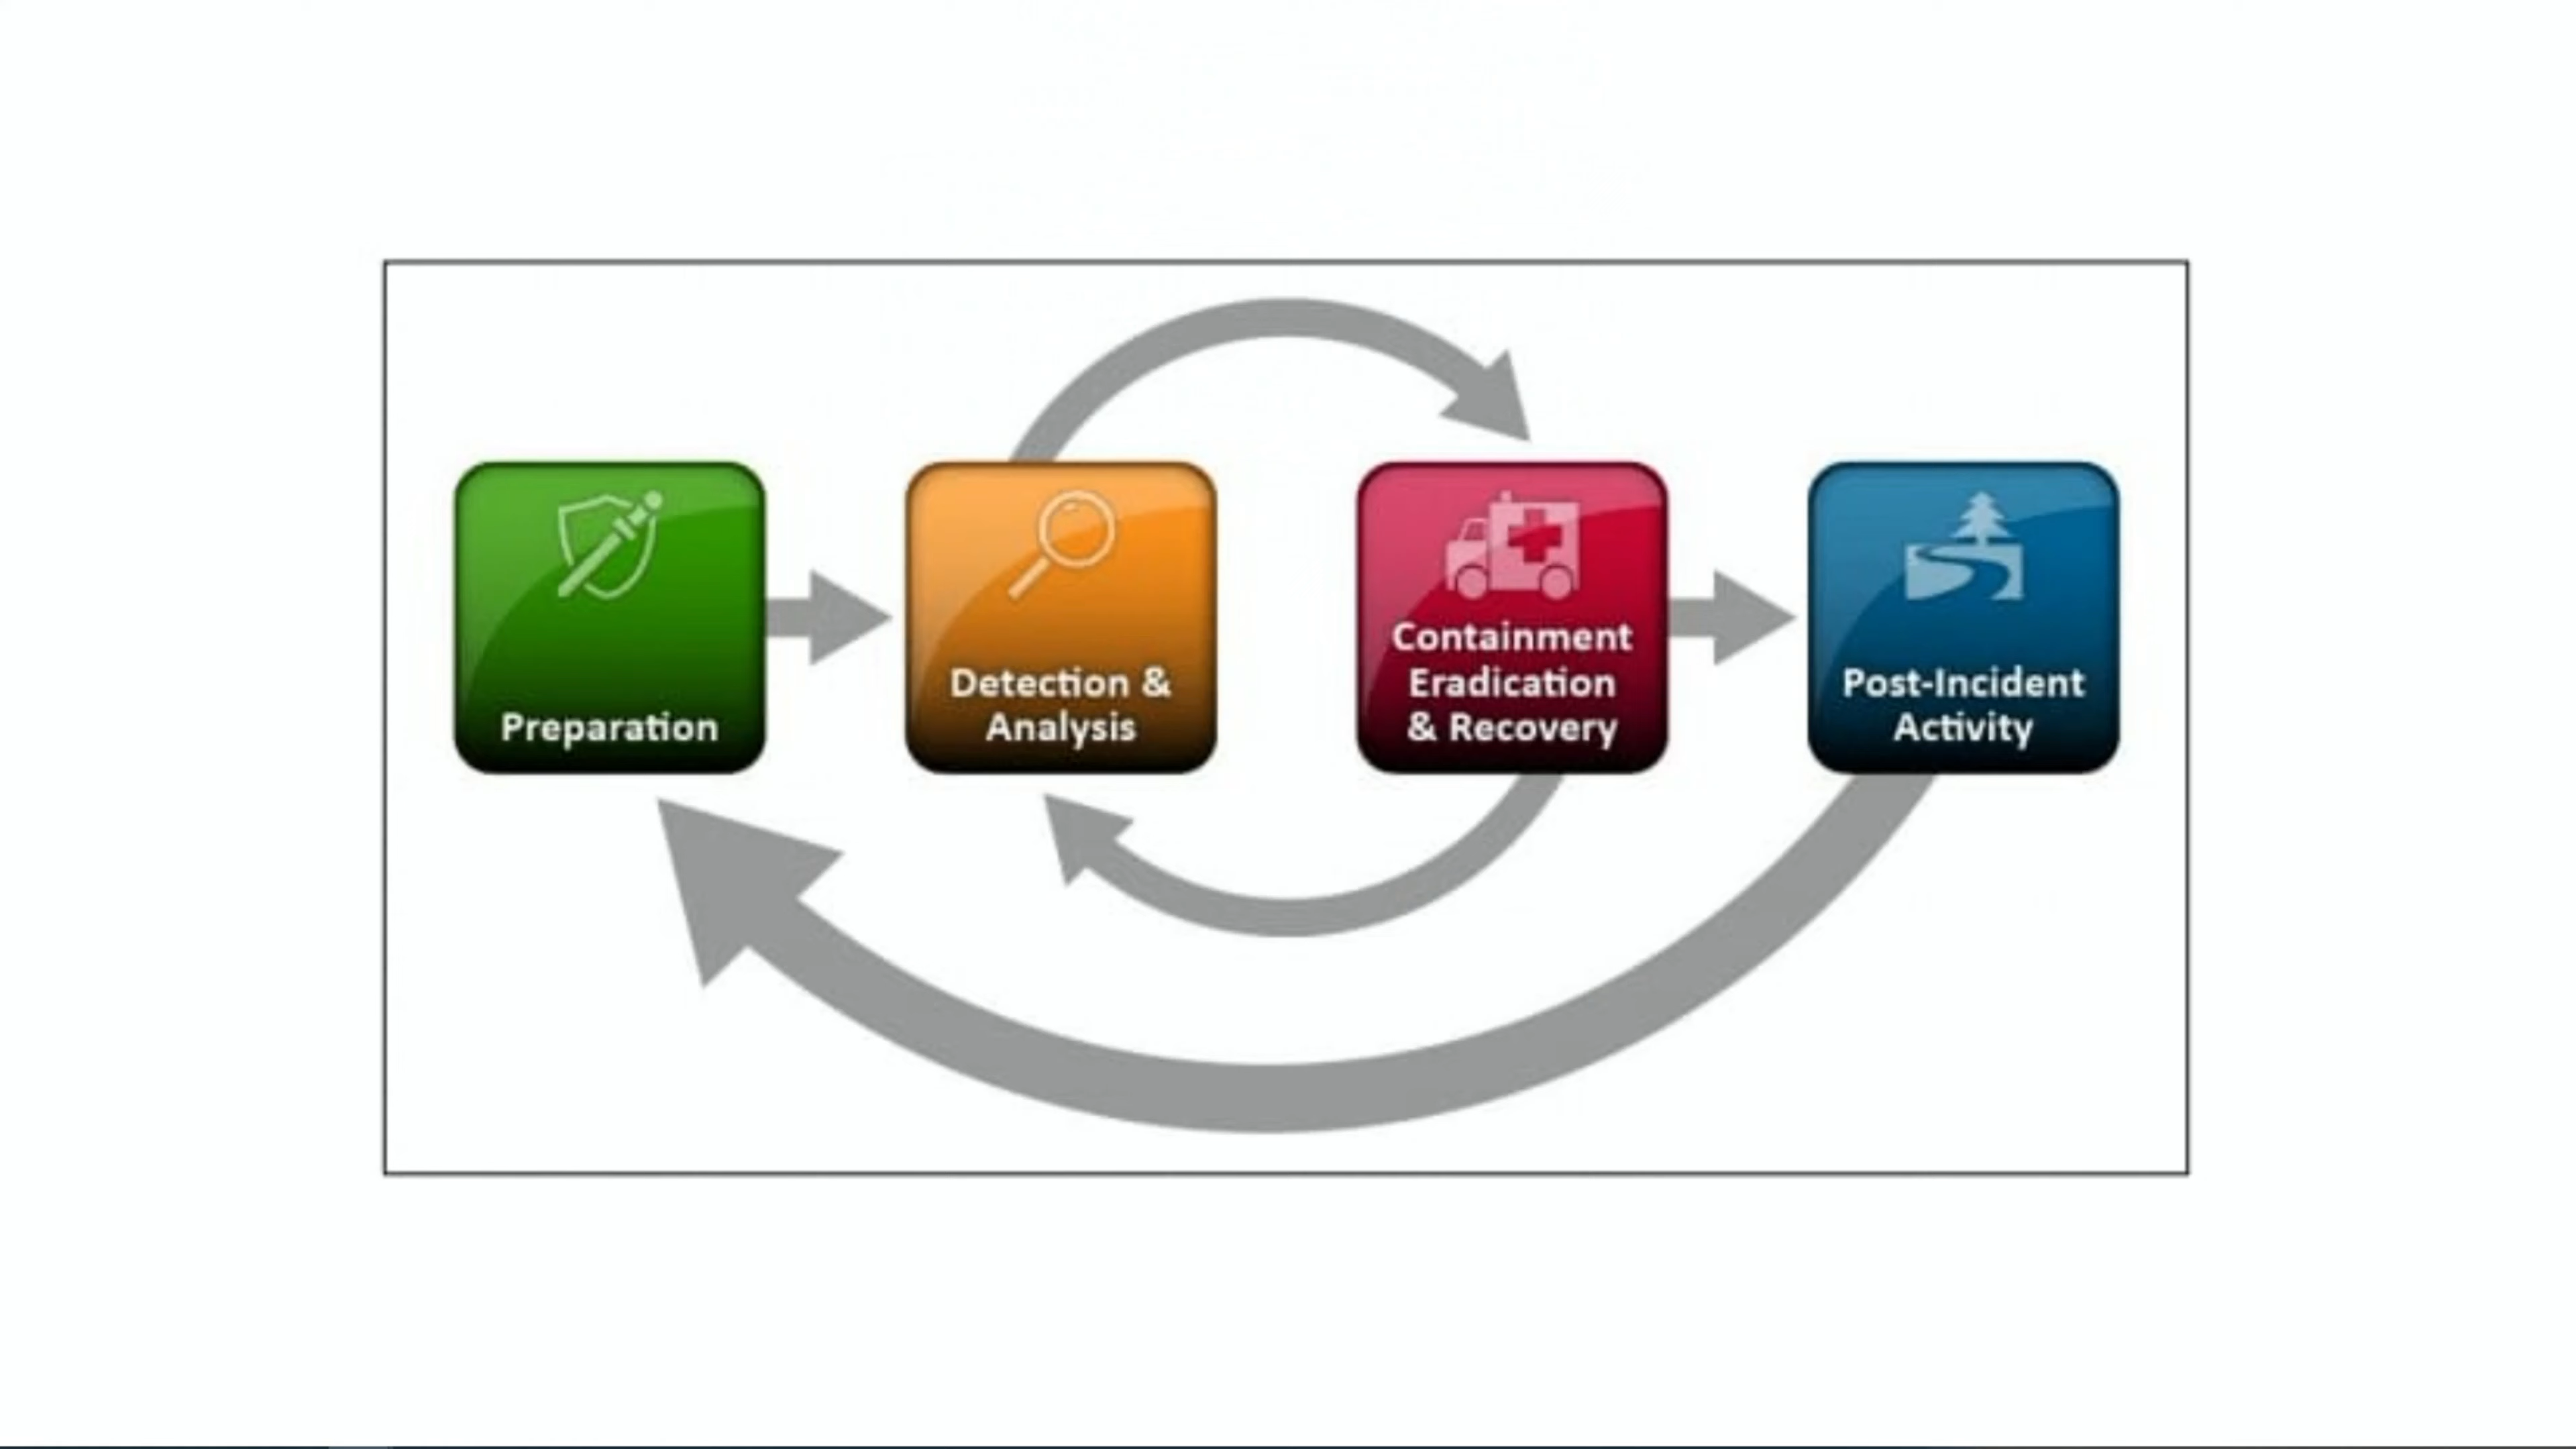 Preparation
Detection &
Analysis
Containment
Eradication
& Recovery
Post-Incident
Activity